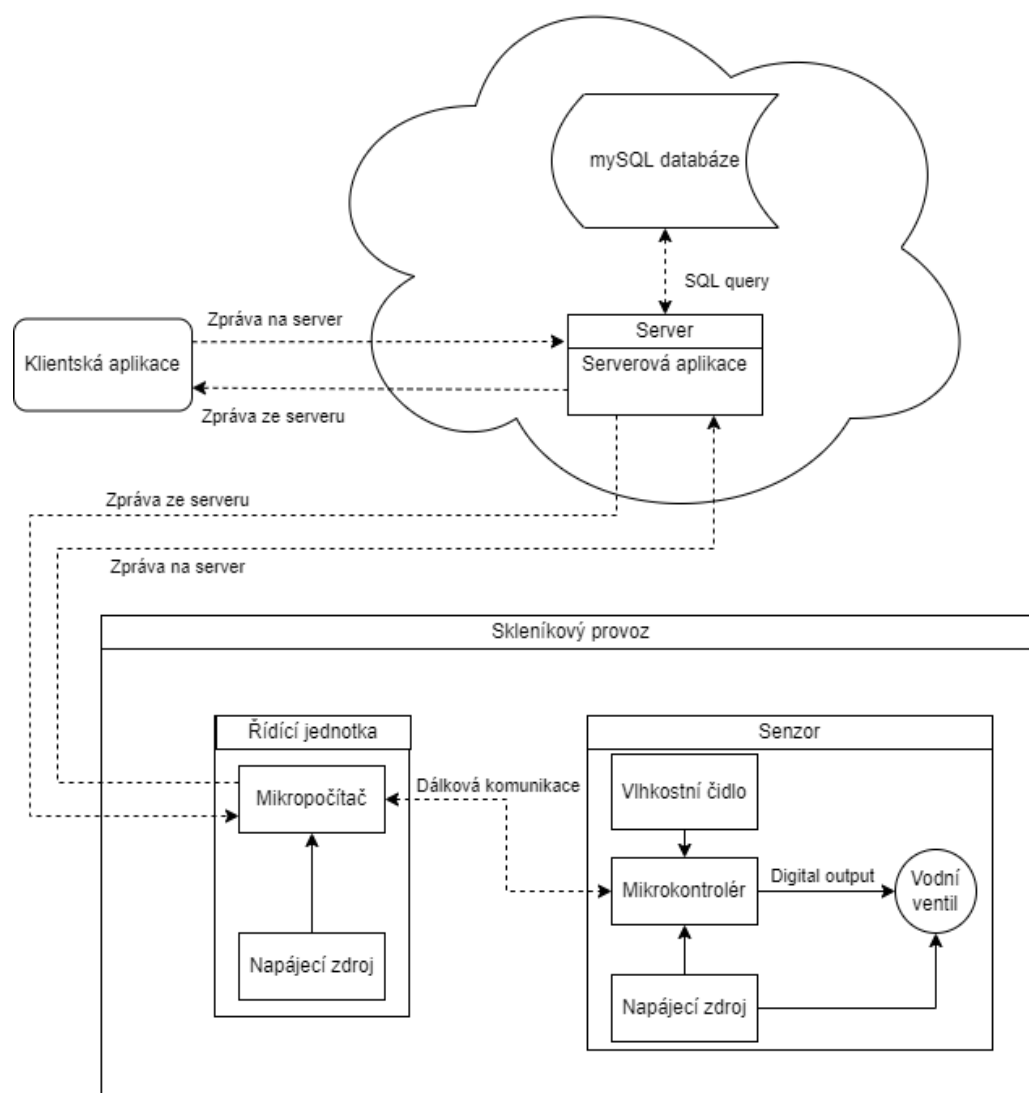 mySQL databáze
SQL query
Zpráva na server
Server
Klientská aplikace
Serverová aplikace
Zpráva ze serveru
Zpráva ze serveru
Zpráva na server
Skleníkový provoz
Řídící jednotka
Senzor
Mikropočítač
Dálková komunikace
Vlhkostní čidlo
Mikrokontrolér
Digital output
Vodní
ventil
Napájecí zdroj
Napájecí zdroj